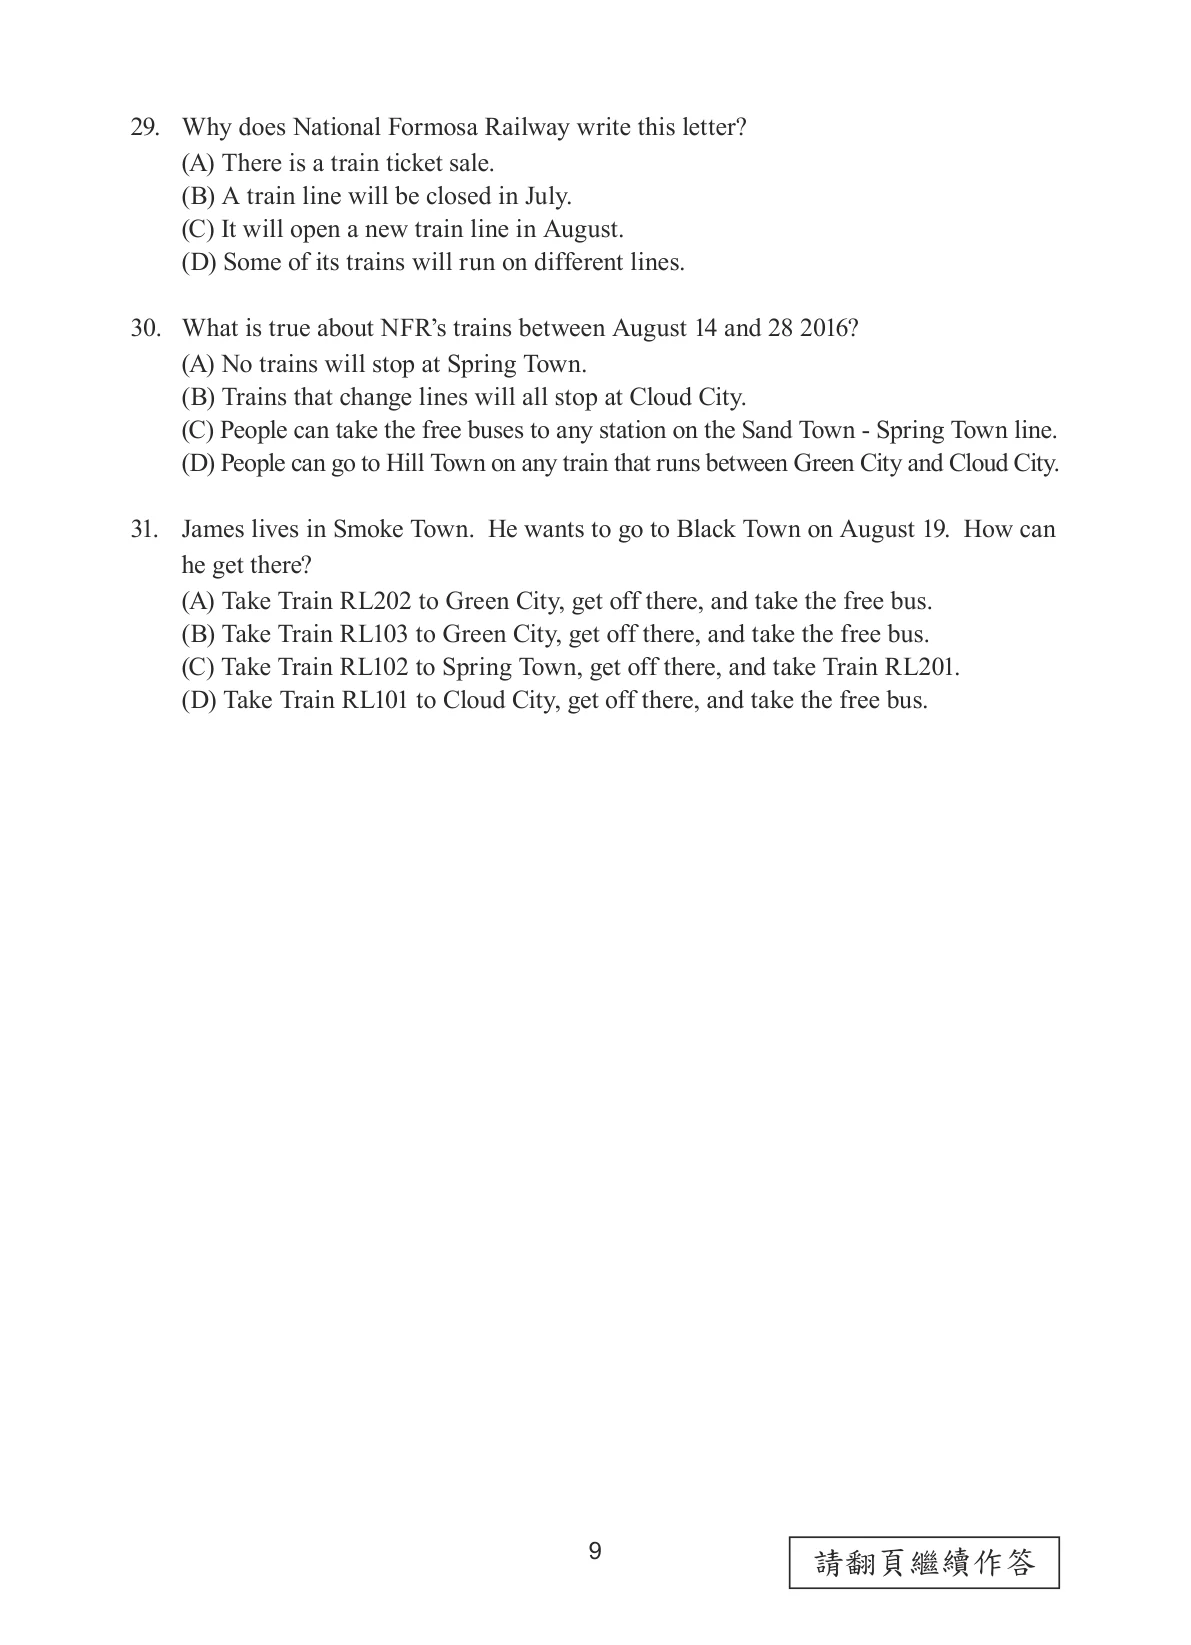 29. Why does National Formosa Railway write this letter?
(A) There is a train ticket sale.
(B) A train line will be closed in July.
(C) It will open a new train line in August.
(D) Some of its trains will run on different lines.
30. What is true about NFR’s trains between August 14 and 28 2016?
(A) No trains will stop at Spring Town.
(B) Trains that change lines will all stop at Cloud City.
(C) People can take the free buses to any station on the Sand Town - Spring Town line.
(D) People can go to Hill Town on any train that runs between Green City and Cloud City.
31. James lives in Smoke Town. He wants to go to Black Town on August 19. How can
he get there?
(A) Take Train RL202 to Green City, get off there, and take the free bus.
(B) Take Train RL103 to Green City, get off there, and take the free bus.
(C) Take Train RL102 to Spring Town, get off there, and take Train RL201.
(D) Take Train RL101 to Cloud City, get off there, and take the free bus.
9
請翻頁繼續作答